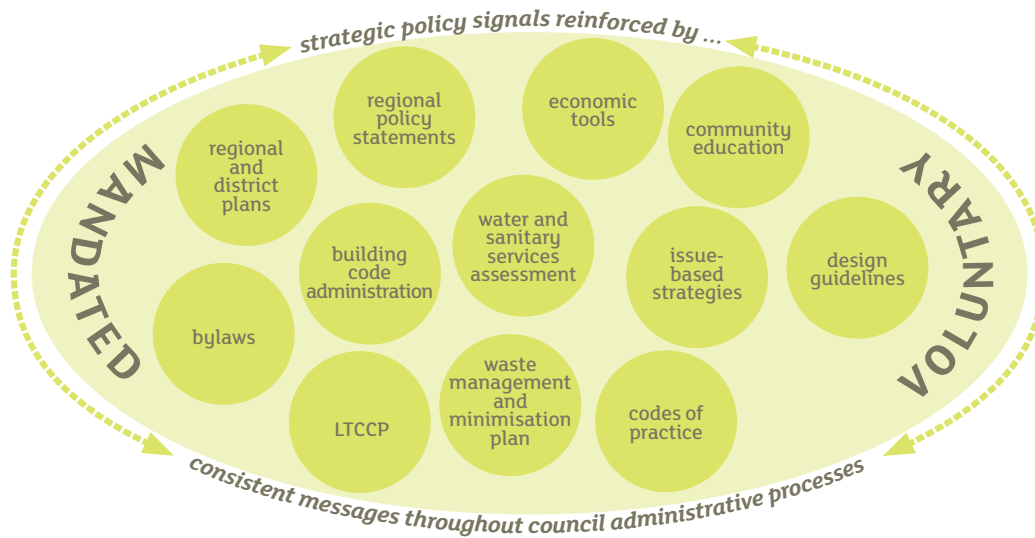 strategic policy signals reinforced by ...
MANDATED
VOLUNTARY
regional
policy
statements
economic
tools
community
education
regional
and
district
plans
water and
sanitary
services
assessment
building
code
administration
issue-
based
strategies
design
guidelines
bylaws
waste
management
and
minimisation
plan
LTCCP
codes of
practice
consistent messages throughout council administrative processes